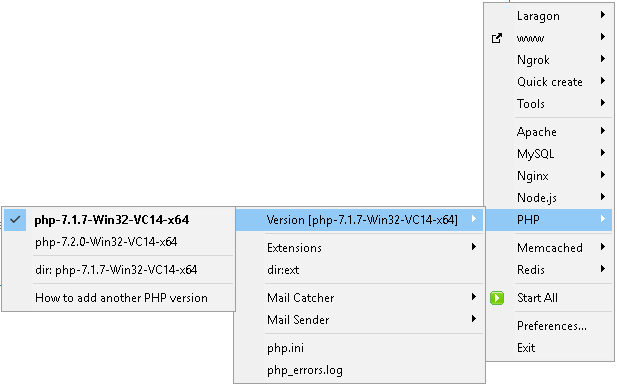 Laragon
www
Ngrok
Quick create
Tools
Apache
MySQL
Nginx
Node.js
PHP
Memcached
Redis
Start All
Preferences...
Exit
Version [php-7.1.7-Win32-VC14-x64]
Extensions
dir:ext
Mail Catcher
Mail Sender
php.ini
php_errors.log
php-7.1.7-Win32-VC14-x64
php-7.2.0-Win32-VC14-x64
dir: php-7.1.7-Win32-VC14-x64
How to add another PHP version